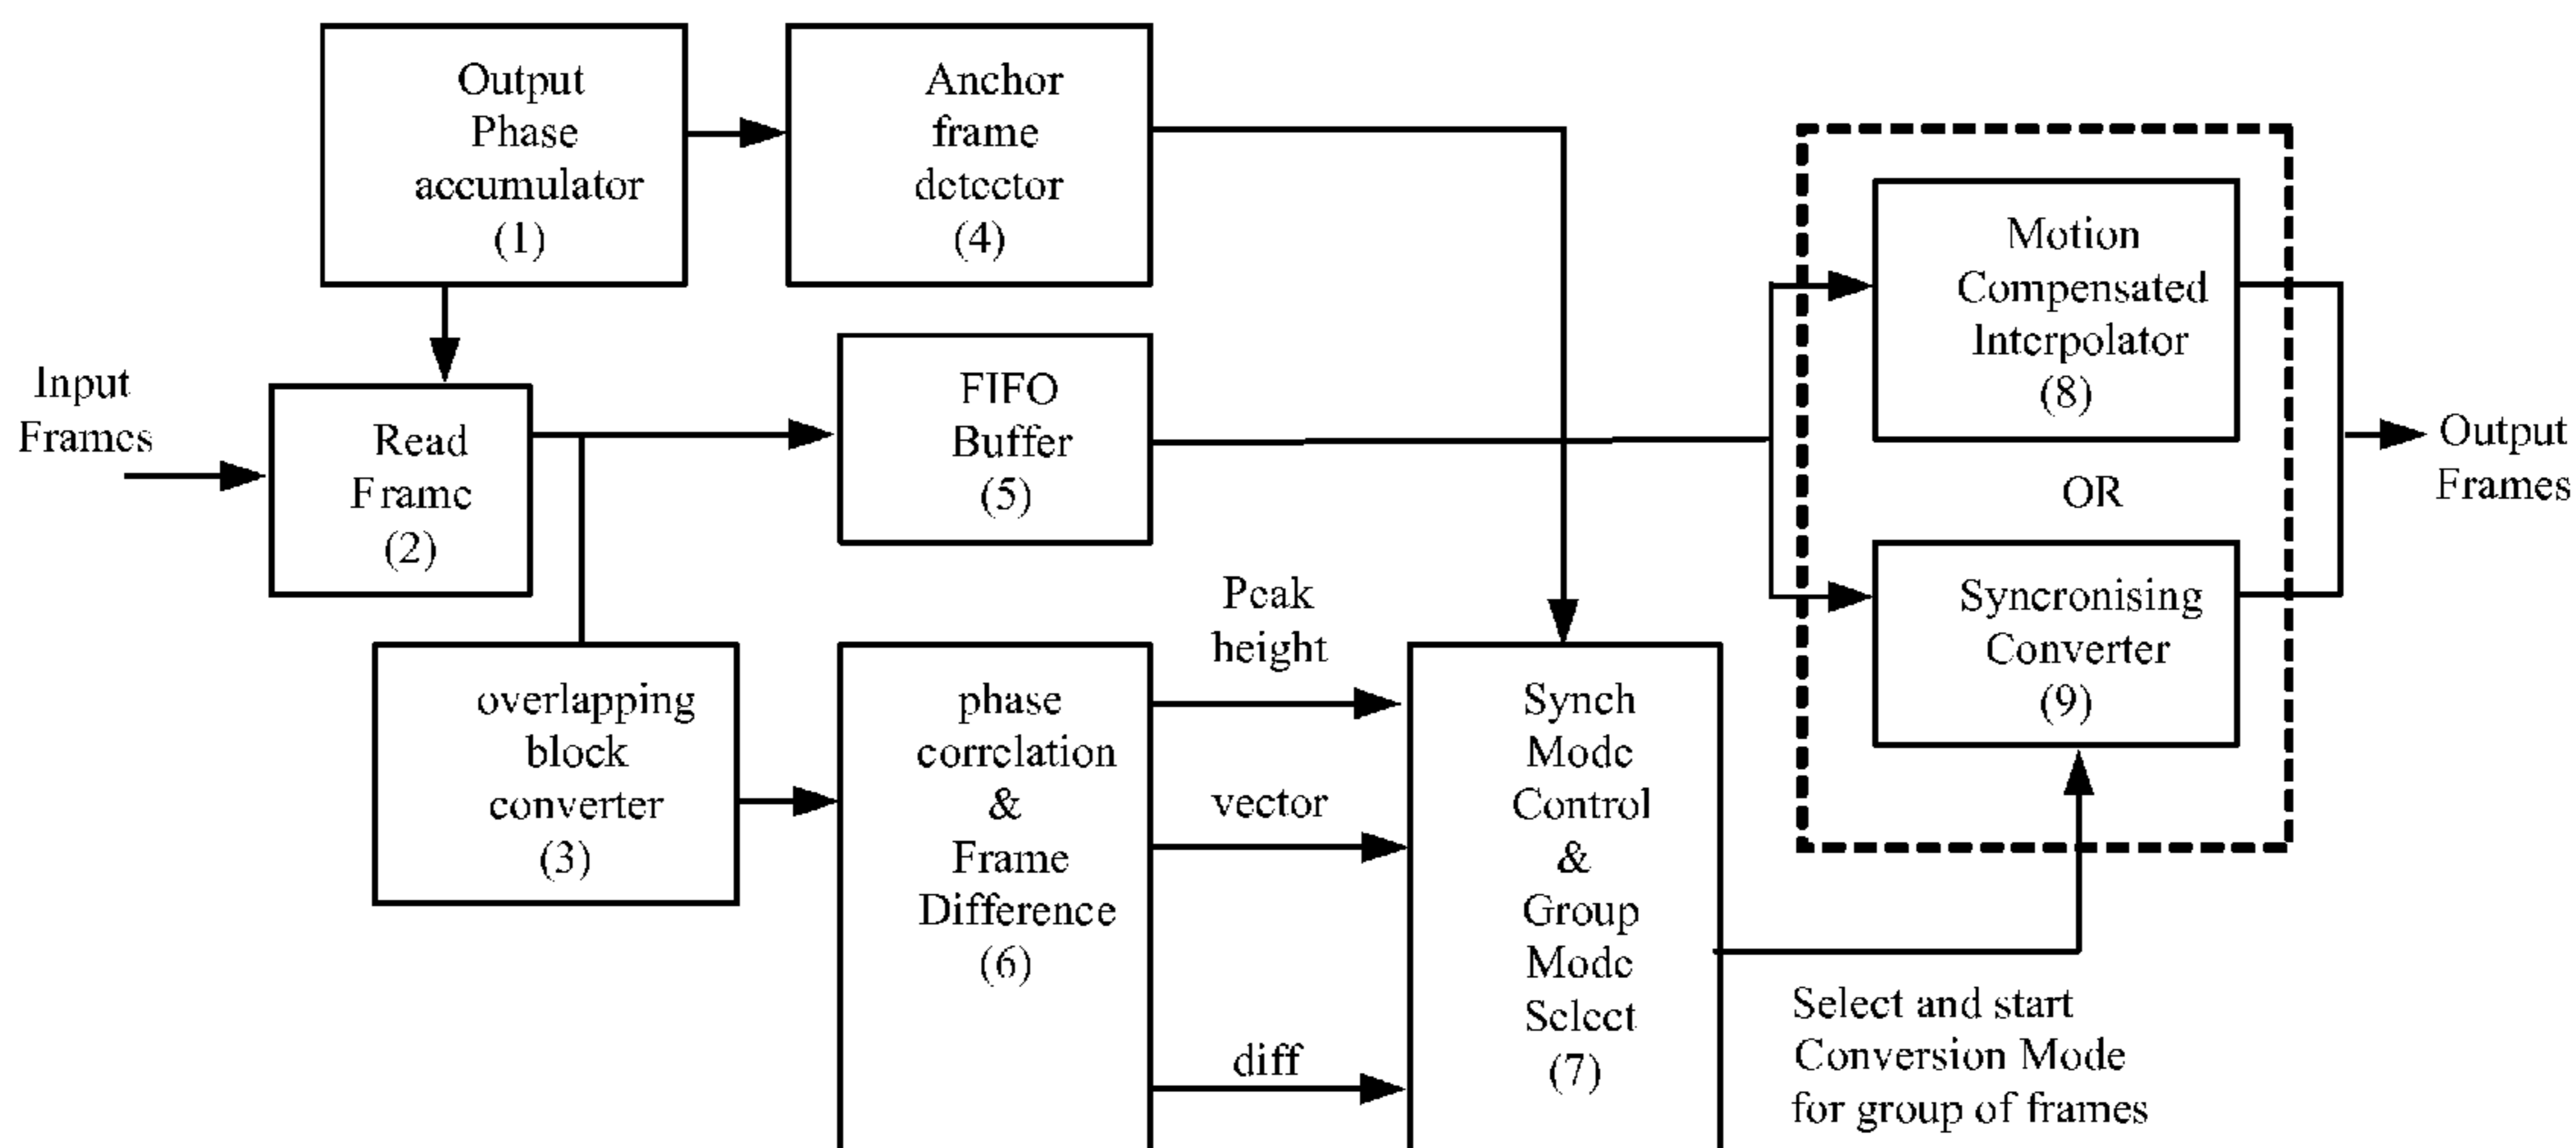 Output
Phase
accumulator
(1)
Anchor
frame
detector
(4)
Input
Frames
Read
Frame
(2)
FIFO
Buffer
(5)
Motion
Compensated
Interpolator
(8)
OR
Output
Frames
Syncronising
Converter
(9)
overlapping
block
converter
(3)
phase
correlation
&
Frame
Difference
(6)
Peak
height
vector
diff
Synch
Mode
Control
&
Group
Mode
Select
(7)
Select and start
Conversion Mode
for group of frames